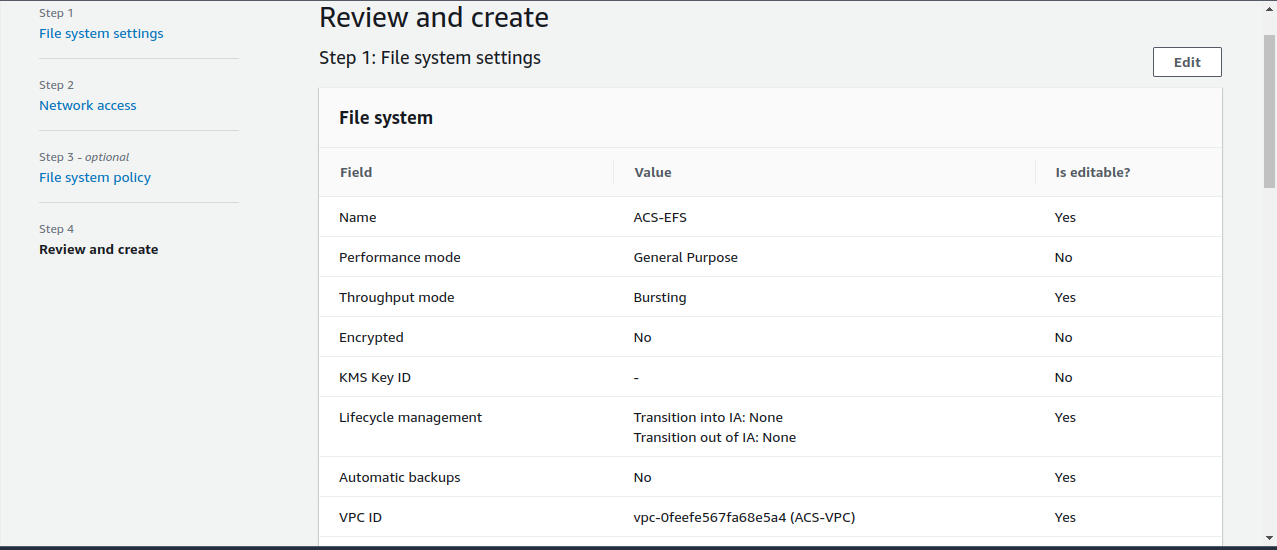 Step 1
File system settings
Step 2
Network access
Step 3 - optional
File system policy
Step 4
Review and create
Review and create
Step 1: File system settings
Edit
File system
Field Value Is editable?
Name ACS-EFS Yes
Performance mode General Purpose No
Throughput mode Bursting Yes
Encrypted No No
KMS Key ID - No
Lifecycle management Transition into IA: None Yes
Transition out of IA: None
Automatic backups No Yes
VPC ID vpc-0feefe567fa68e5a4 (ACS-VPC) Yes